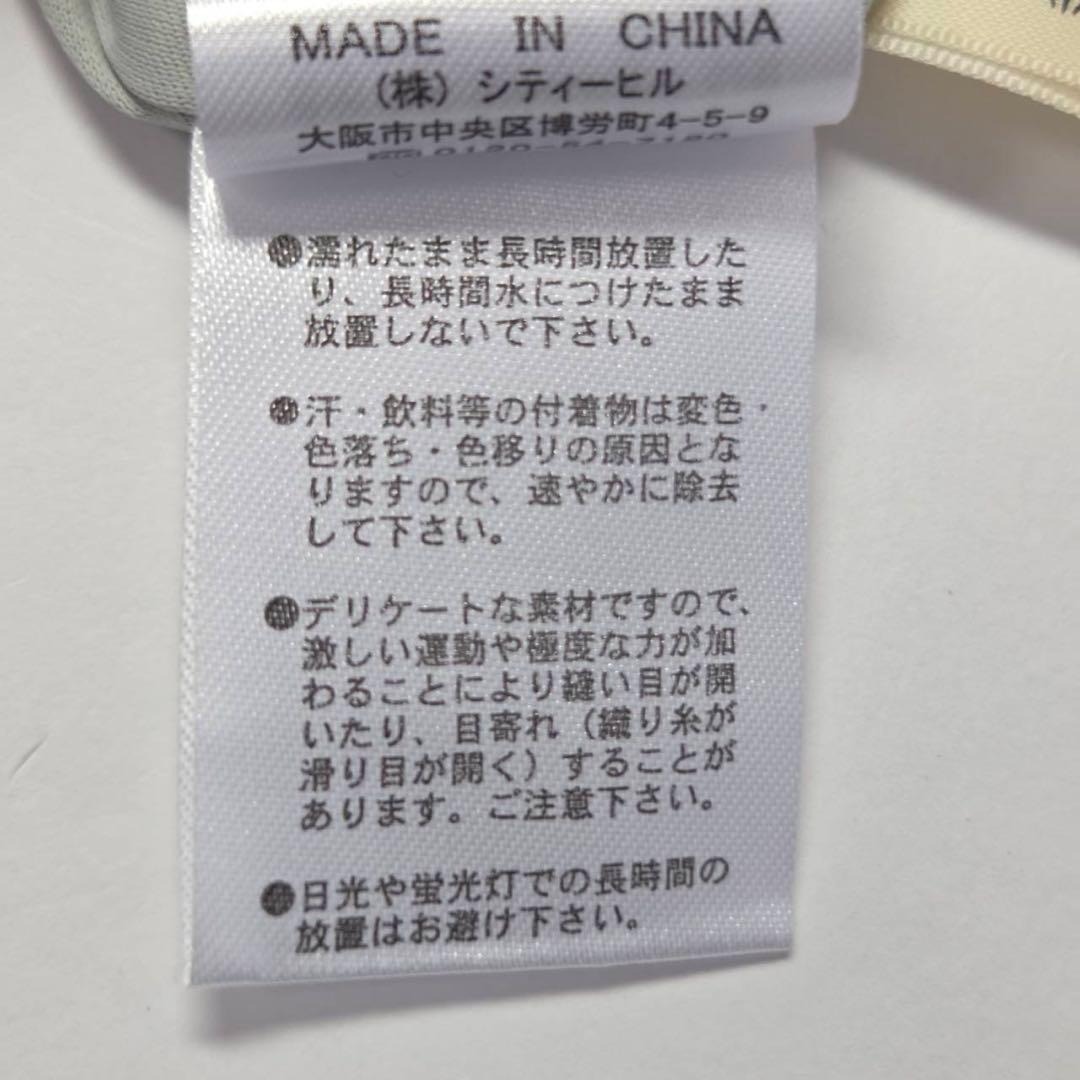 MADE IN CHINA
(株) シティーヒル
大阪市中央区博労町4-5-9
●濡れたまま長時間放置した
り、長時間水につけたまま
放置しないで下さい。
●汗・飲料等の付着物は変色・
色落ち・色移りの原因とな
りますので、速やかに除去
して下さい。
●デリケートな素材ですので、
激しい運動や極度な力が加
わることにより縫い目が開
いたり、目寄れ(織り糸が
滑り目が開く)することが
あります。ご注意下さい。
●日光や蛍光灯での長時間の
放置はお避け下さい。